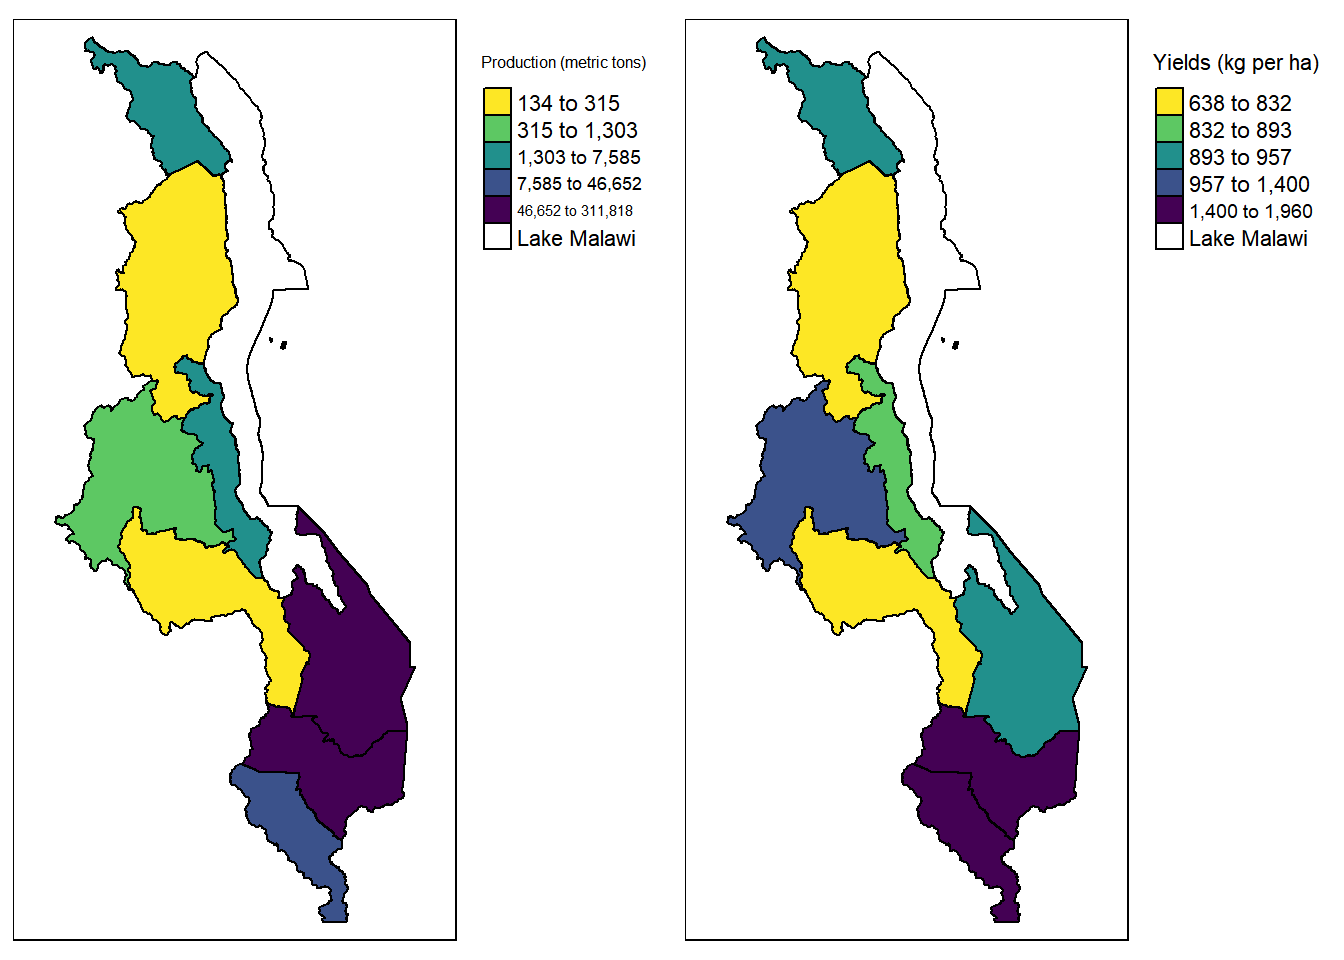 Production (metric tons)
134 to 315
315 to 1,303
1,303 to 7,585
7,585 to 46,652
46,652 to 311,818
Lake Malawi
Yields (kg per ha)
638 to 832
832 to 893
893 to 957
957 to 1,400
1,400 to 1,960
Lake Malawi